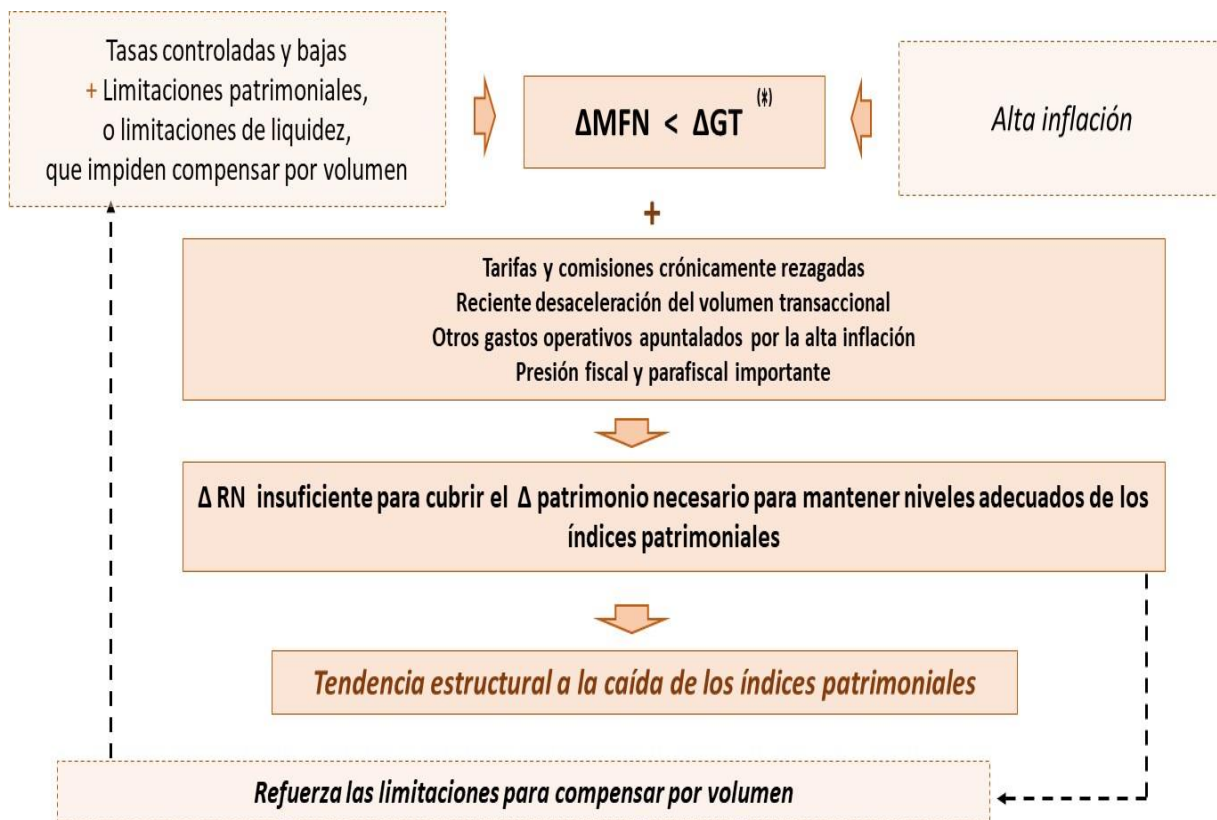 Tasas controladas y bajas
+ Limitaciones patrimoniales,
o limitaciones de liquidez,
que impiden compensar por volumen
ΔMFN < ΔGT (*)
Alta inflación
+
Tarifas y comisiones crónicamente rezagadas
Reciente desaceleración del volumen transaccional
Otros gastos operativos apuntalados por la alta inflación
Presión fiscal y parafiscal importante
Δ RN insuficiente para cubrir el Δ patrimonio necesario para mantener niveles adecuados de los
índices patrimoniales
Tendencia estructural a la caída de los índices patrimoniales
Refuerza las limitaciones para compensar por volumen